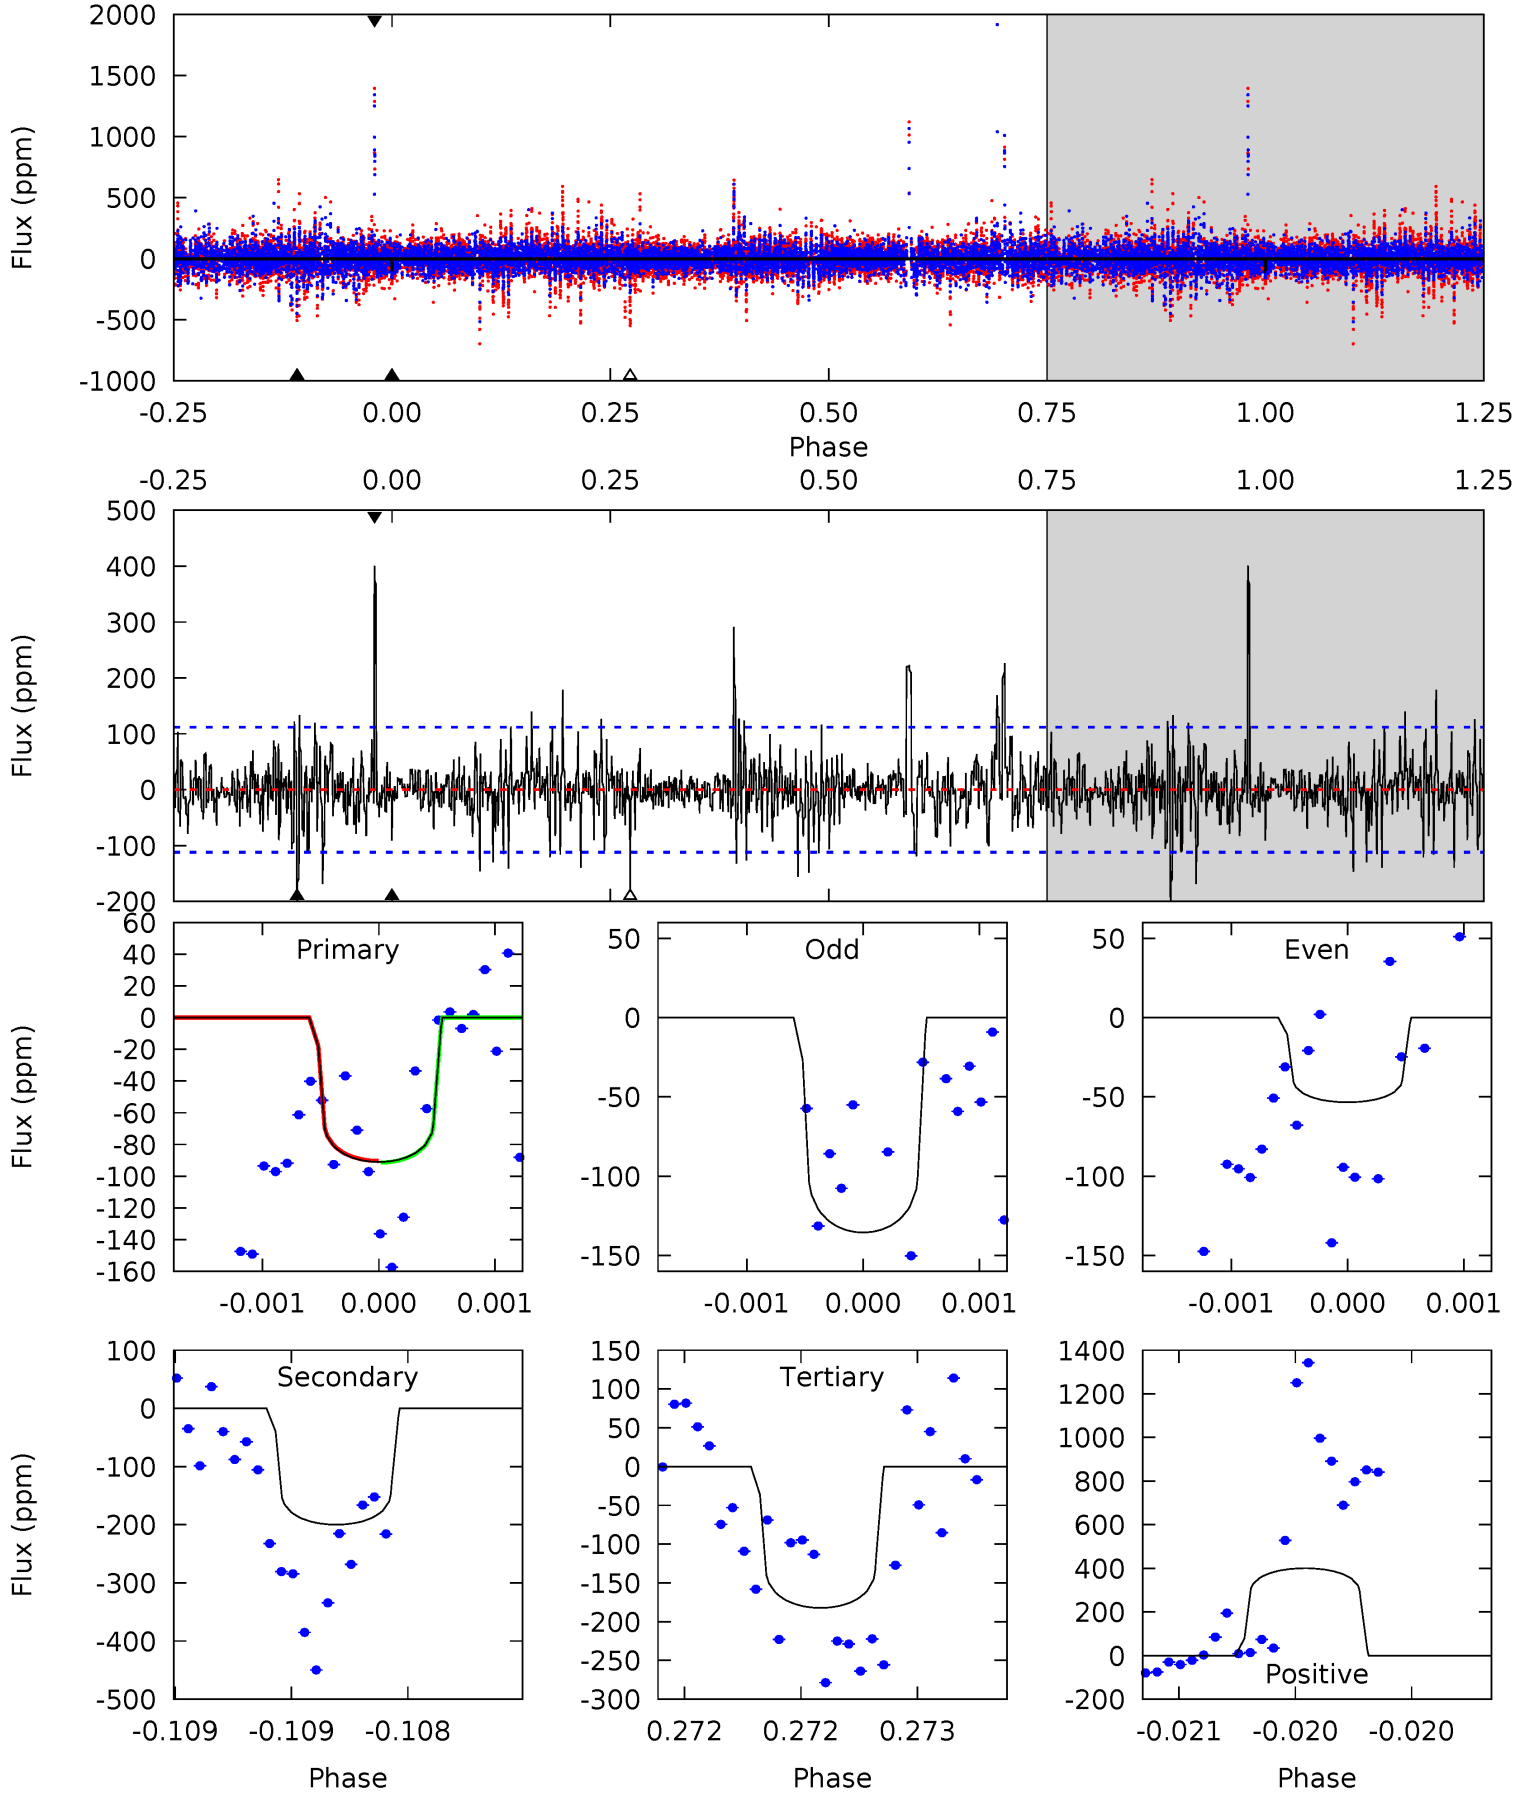 2000
1500
1000
500
0
-500
-1000
Flux (ppm)
-0.25 0.00 0.25 0.50 0.75 1.00 1.25
Phase
-0.25 0.00 0.25 0.50 0.75 1.00 1.25
500
400
300
200
100
0
-100
-200
Flux (ppm)
Primary
60
40
20
0
-20
-40
-60
-80
-100
-120
-140
-160
Flux (ppm)
-0.001 0.000 0.001
Odd
50
0
-50
-100
-150
-0.001 0.000 0.001
Even
50
0
-50
-100
-150
-0.001 0.000 0.001
Secondary
100
0
-100
-200
-300
-400
-500
Flux (ppm)
-0.109 -0.109 -0.108
Phase
Tertiary
150
100
50
0
-50
-100
-150
-200
-250
-300
0.272 0.272 0.273
Phase
1400
1200
1000
800
600
400
200
0
-200
Positive
-0.021 -0.020 -0.020
Phase